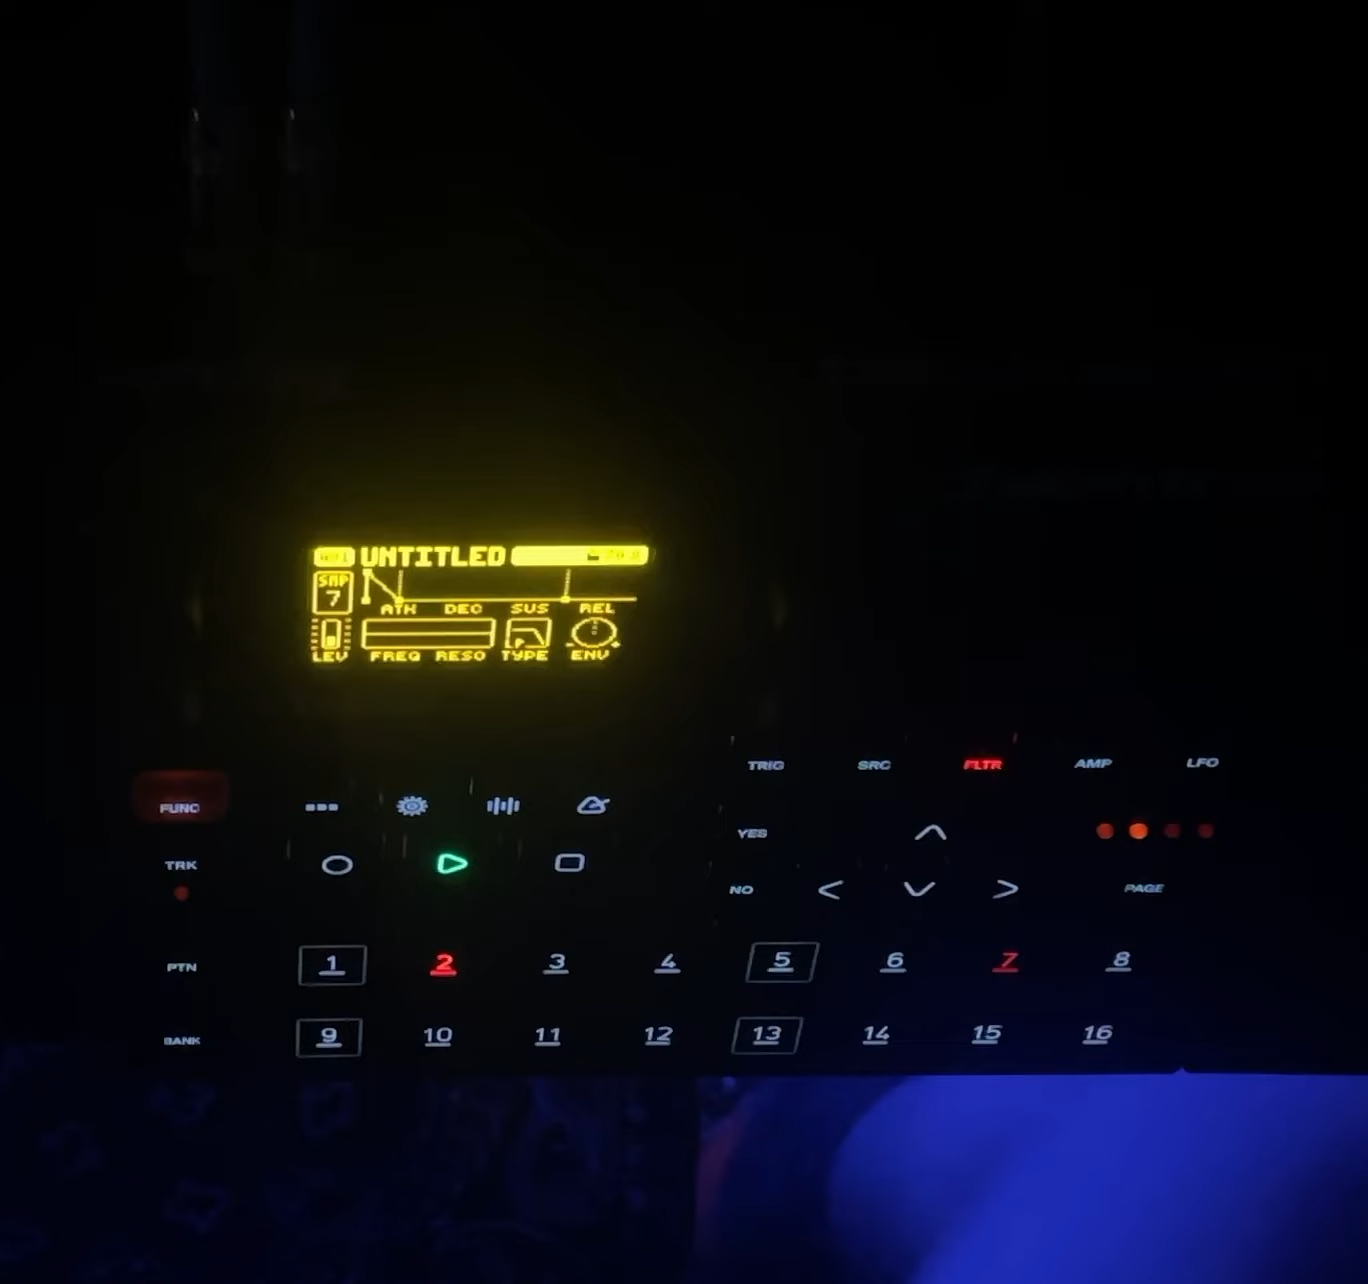 UNTITLED
SMP
7
ATK DEC SUS REL
LEV FREQ RESO TYPE ENV
TRIG SRC FLTR AMP LFO
FUNC
YES
TRK
NO PAGE
PTN 1 2 3 4 5 6 7 8
BANK 9 10 11 12 13 14 15 16